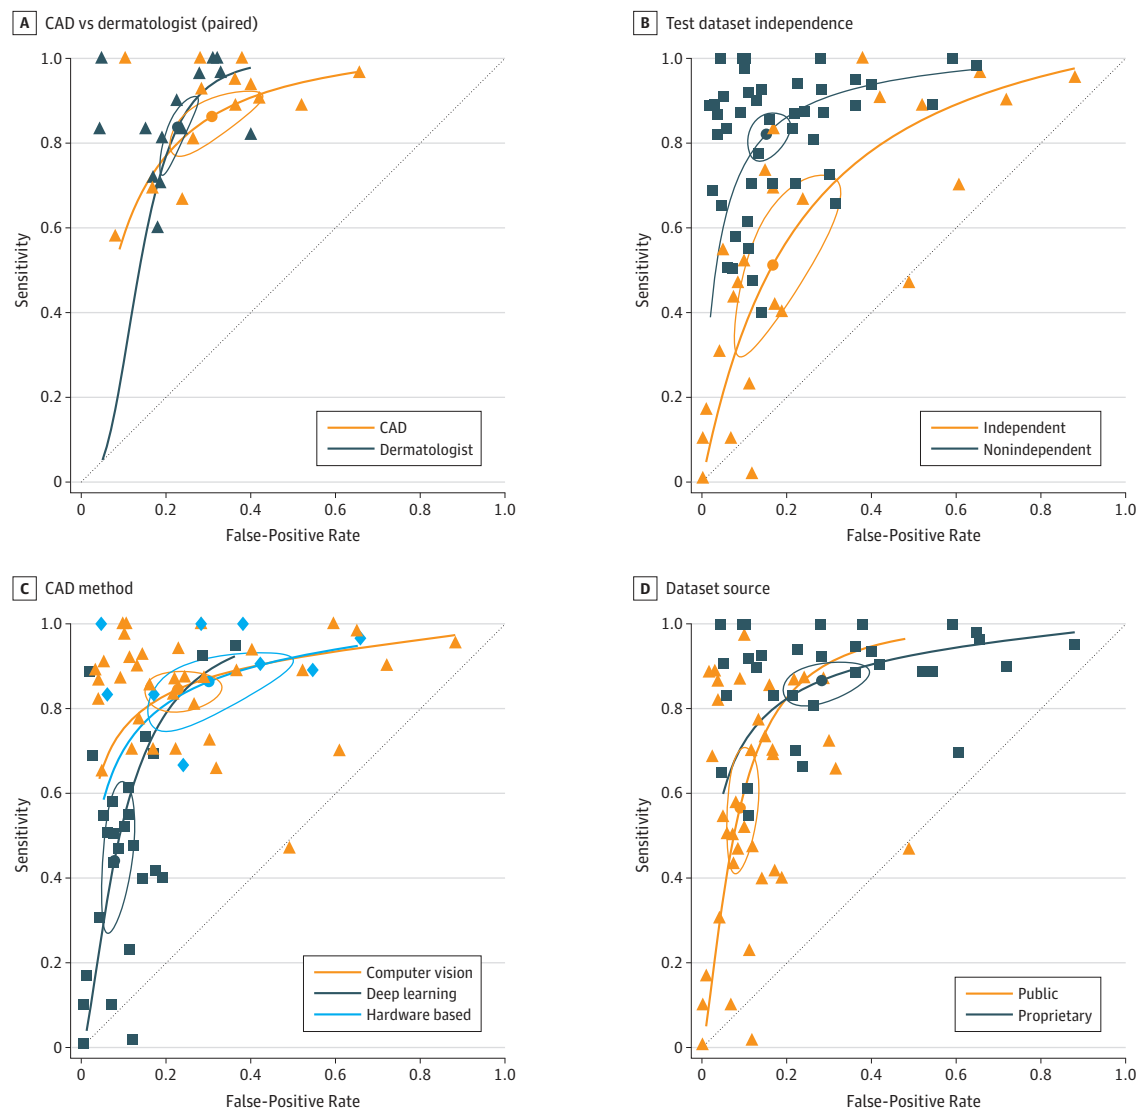 A CAD vs dermatologist (paired)
1.0
0.8
0.6
0.4
0.2
0
Sensitivity
CAD
Dermatologist
0 0.2 0.4 0.6 0.8 1.0
False-Positive Rate
B Test dataset independence
1.0
0.8
0.6
0.4
0.2
0
Sensitivity
Independent
Nonindependent
0 0.2 0.4 0.6 0.8 1.0
False-Positive Rate
C CAD method
1.0
0.8
0.6
0.4
0.2
0
Sensitivity
Computer vision
Deep learning
Hardware based
0 0.2 0.4 0.6 0.8 1.0
False-Positive Rate
D Dataset source
1.0
0.8
0.6
0.4
0.2
0
Sensitivity
Public
Proprietary
0 0.2 0.4 0.6 0.8 1.0
False-Positive Rate